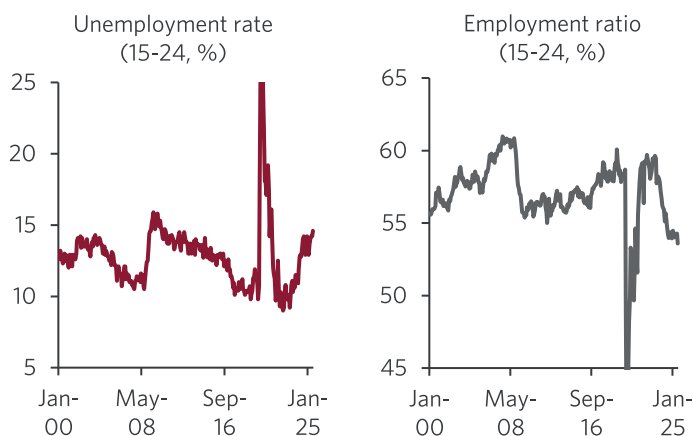 Unemployment rate
(15-24, %)
25
20
15
10
5
Jan-
00
May-
08
Sep-
16
Jan-
25
Employment ratio
(15-24, %)
65
60
55
50
45
Jan-
00
May-
08
Sep-
16
Jan-
25